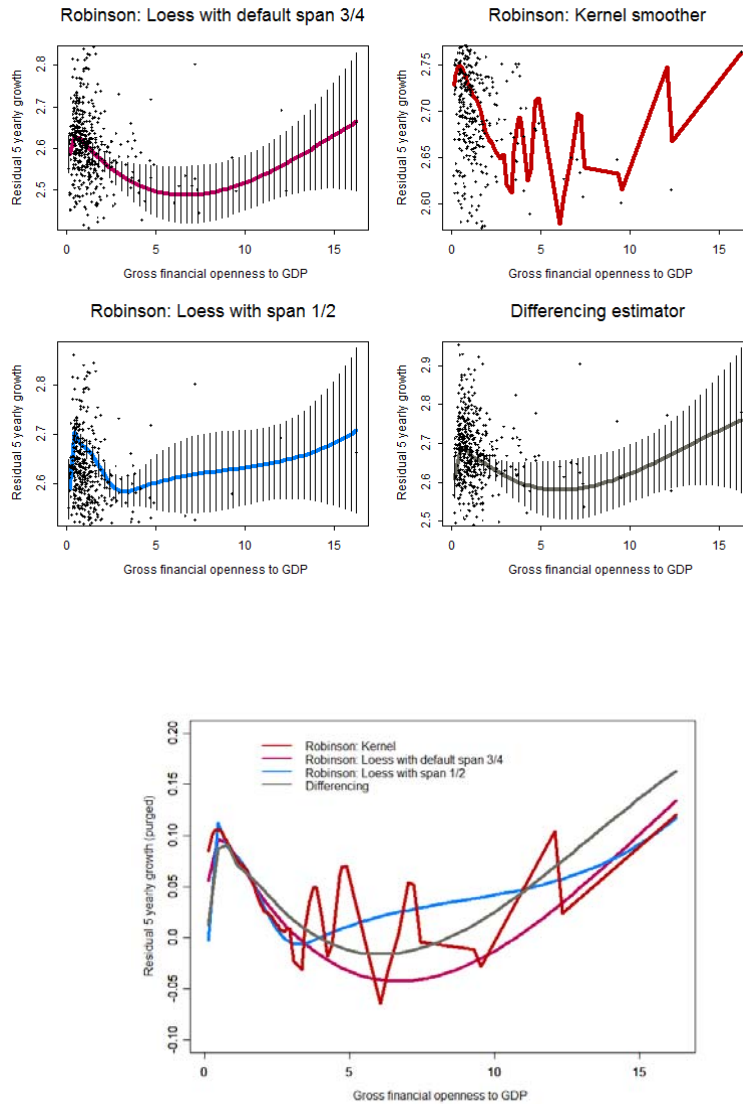 Robinson: Loess with default span 3/4
Residual 5 yearly growth
2.8
2.7
2.6
2.5
0 5 10 15
Gross financial openness to GDP
Robinson: Kernel smoother
Residual 5 yearly growth
2.75
2.70
2.65
2.60
0 5 10 15
Gross financial openness to GDP
Robinson: Loess with span 1/2
Residual 5 yearly growth
2.8
2.7
2.6
0 5 10 15
Gross financial openness to GDP
Differencing estimator
Residual 5 yearly growth
2.9
2.8
2.7
2.6
2.5
0 5 10 15
Gross financial openness to GDP
Residual 5 yearly growth (purged)
0.20
0.15
0.10
0.05
0.0
-0.05
-0.10
Robinson: Kernel
Robinson: Loess with default span 3/4
Robinson: Loess with span 1/2
Differencing
0 5 10 15
Gross financial openness to GDP